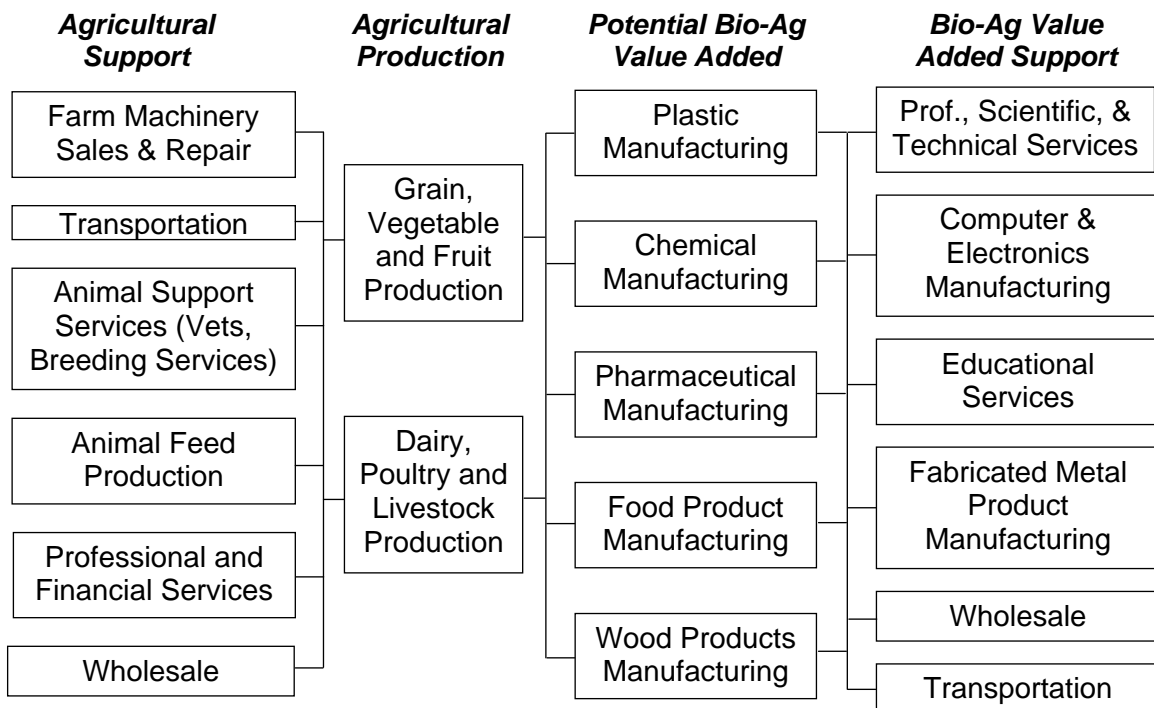 Agricultural
Support
Agricultural
Production
Potential Bio-Ag
Value Added
Bio-Ag Value
Added Support
Farm Machinery
Sales & Repair
Transportation
Animal Support
Services (Vets,
Breeding Services)
Animal Feed
Production
Professional and
Financial Services
Wholesale
Grain,
Vegetable
and Fruit
Production
Dairy,
Poultry and
Livestock
Production
Plastic
Manufacturing
Chemical
Manufacturing
Pharmaceutical
Manufacturing
Food Product
Manufacturing
Wood Products
Manufacturing
Prof., Scientific, &
Technical Services
Computer &
Electronics
Manufacturing
Educational
Services
Fabricated Metal
Product
Manufacturing
Wholesale
Transportation